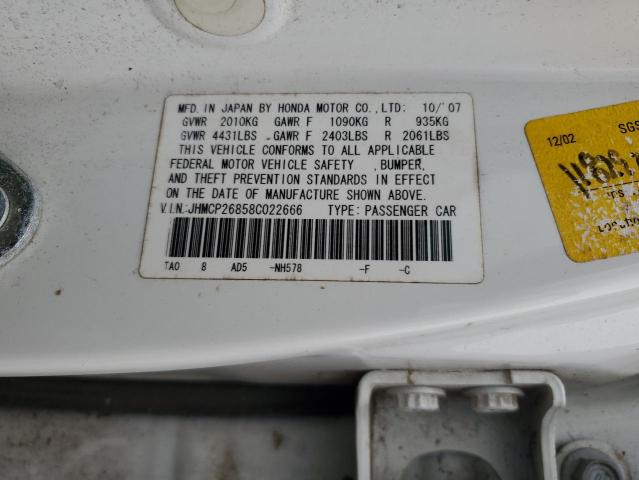 MFD. IN JAPAN BY HONDA MOTOR CO., LTD: 10/'07
GVWR 2010KG GAWR F 1090KG R 935KG
GVWR 4431LBS GAWR F 2403LBS R 2061LBS
THIS VEHICLE CONFORMS TO ALL APPLICABLE
FEDERAL MOTOR VEHICLE SAFETY, BUMPER,
AND THEFT PREVENTION STANDARDS IN EFFECT
ON THE DATE OF MANUFACTURE SHOWN ABOVE.
V.I.N: JHMCP26858C022666 TYPE: PASSENGER CAR
TA0 8 AD5 -NH578 -F -C
12/02 SGS